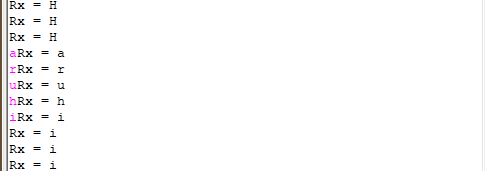 Rx = H
Rx = H
Rx = H
aRx = a
rRx = r
uRx = u
hRx = h
iRx = i
Rx = i
Rx = i
Rx = i